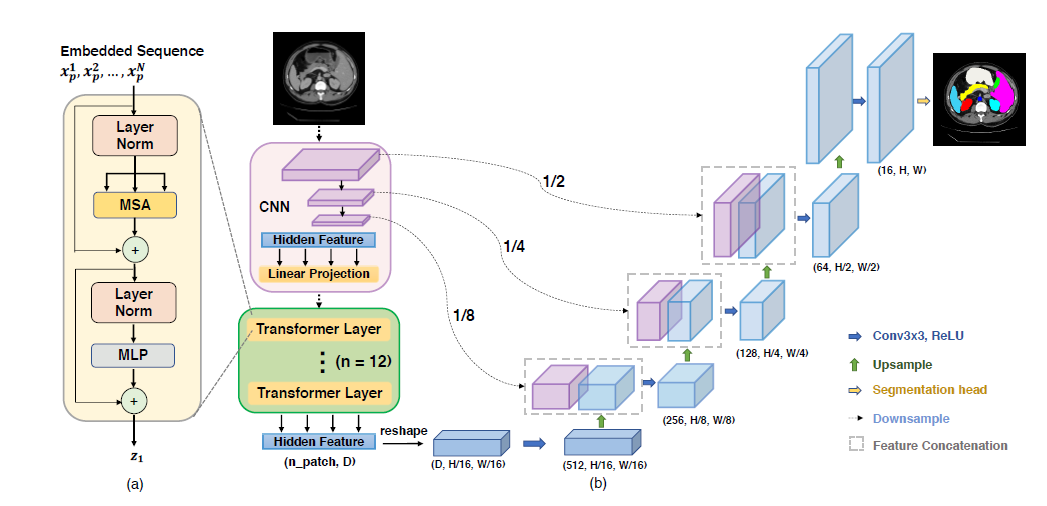 Embedded Sequence
x_p^1, x_p^2, ..., x_p^N
Layer
Norm
MSA
+
Layer
Norm
MLP
+
z_1
(a)
CNN
Hidden Feature
Linear Projection
Transformer Layer
(n = 12)
Transformer Layer
Hidden Feature
(n_patch, D)
reshape
(D, H/16, W/16)
(512, H/16, W/16)
(b)
1/2
1/4
1/8
(256, H/8, W/8)
(128, H/4, W/4)
(64, H/2, W/2)
(16, H, W)
Conv3x3, ReLU
Upsample
Segmentation head
Downsample
Feature Concatenation